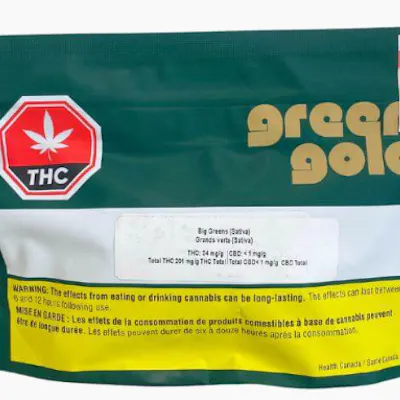 green
gold
THC
Big Greens (Sativa)
Grands verts (Sativa)
THC: 34 mg/g | CBD < 1 mg/g
Total THC 201 mg/g THC Total | Total CBD < 1 mg/g CBD Total
WARNING: The effects from eating or drinking cannabis can be long-lasting. The effects can last between
6 and 12 hours following use.
MISE EN GARDE : Les effets de la consommation de produits comestibles à base de cannabis peuvent
être de longue durée. Les effets peuvent durer de six à douze heures après la consommation.
Health Canada / Santé Canada